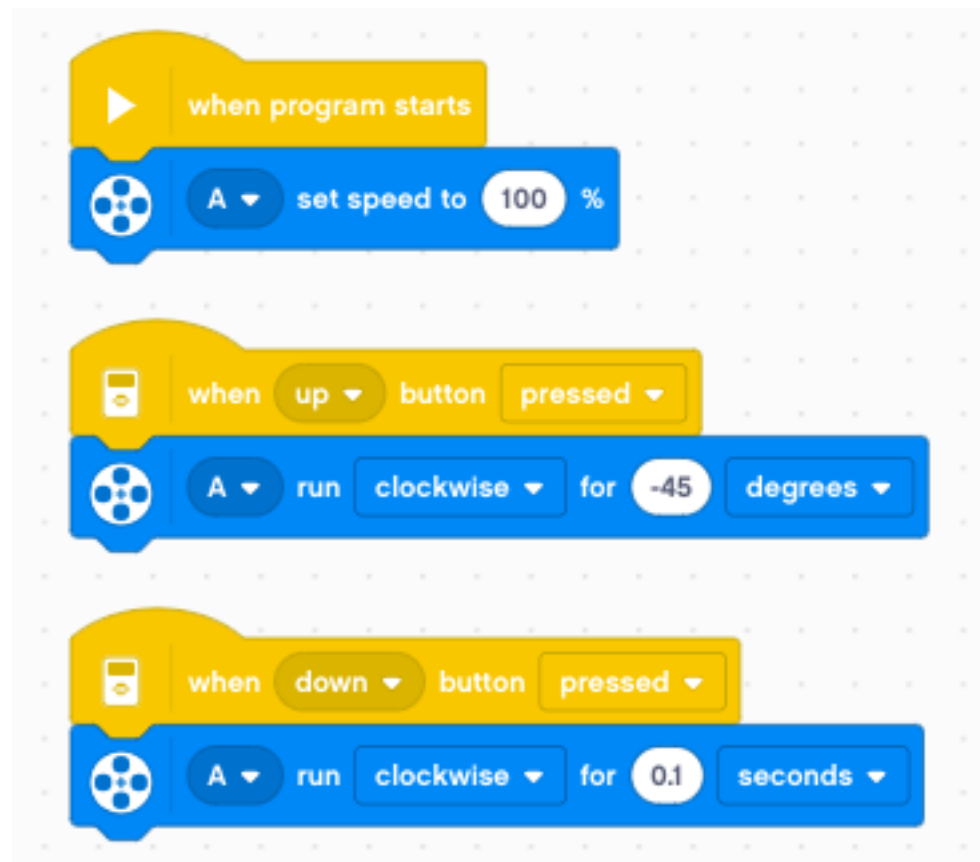 when program starts
A set speed to 100 %
when up button pressed
A run clockwise for -45 degrees
when down button pressed
A run clockwise for 0.1 seconds